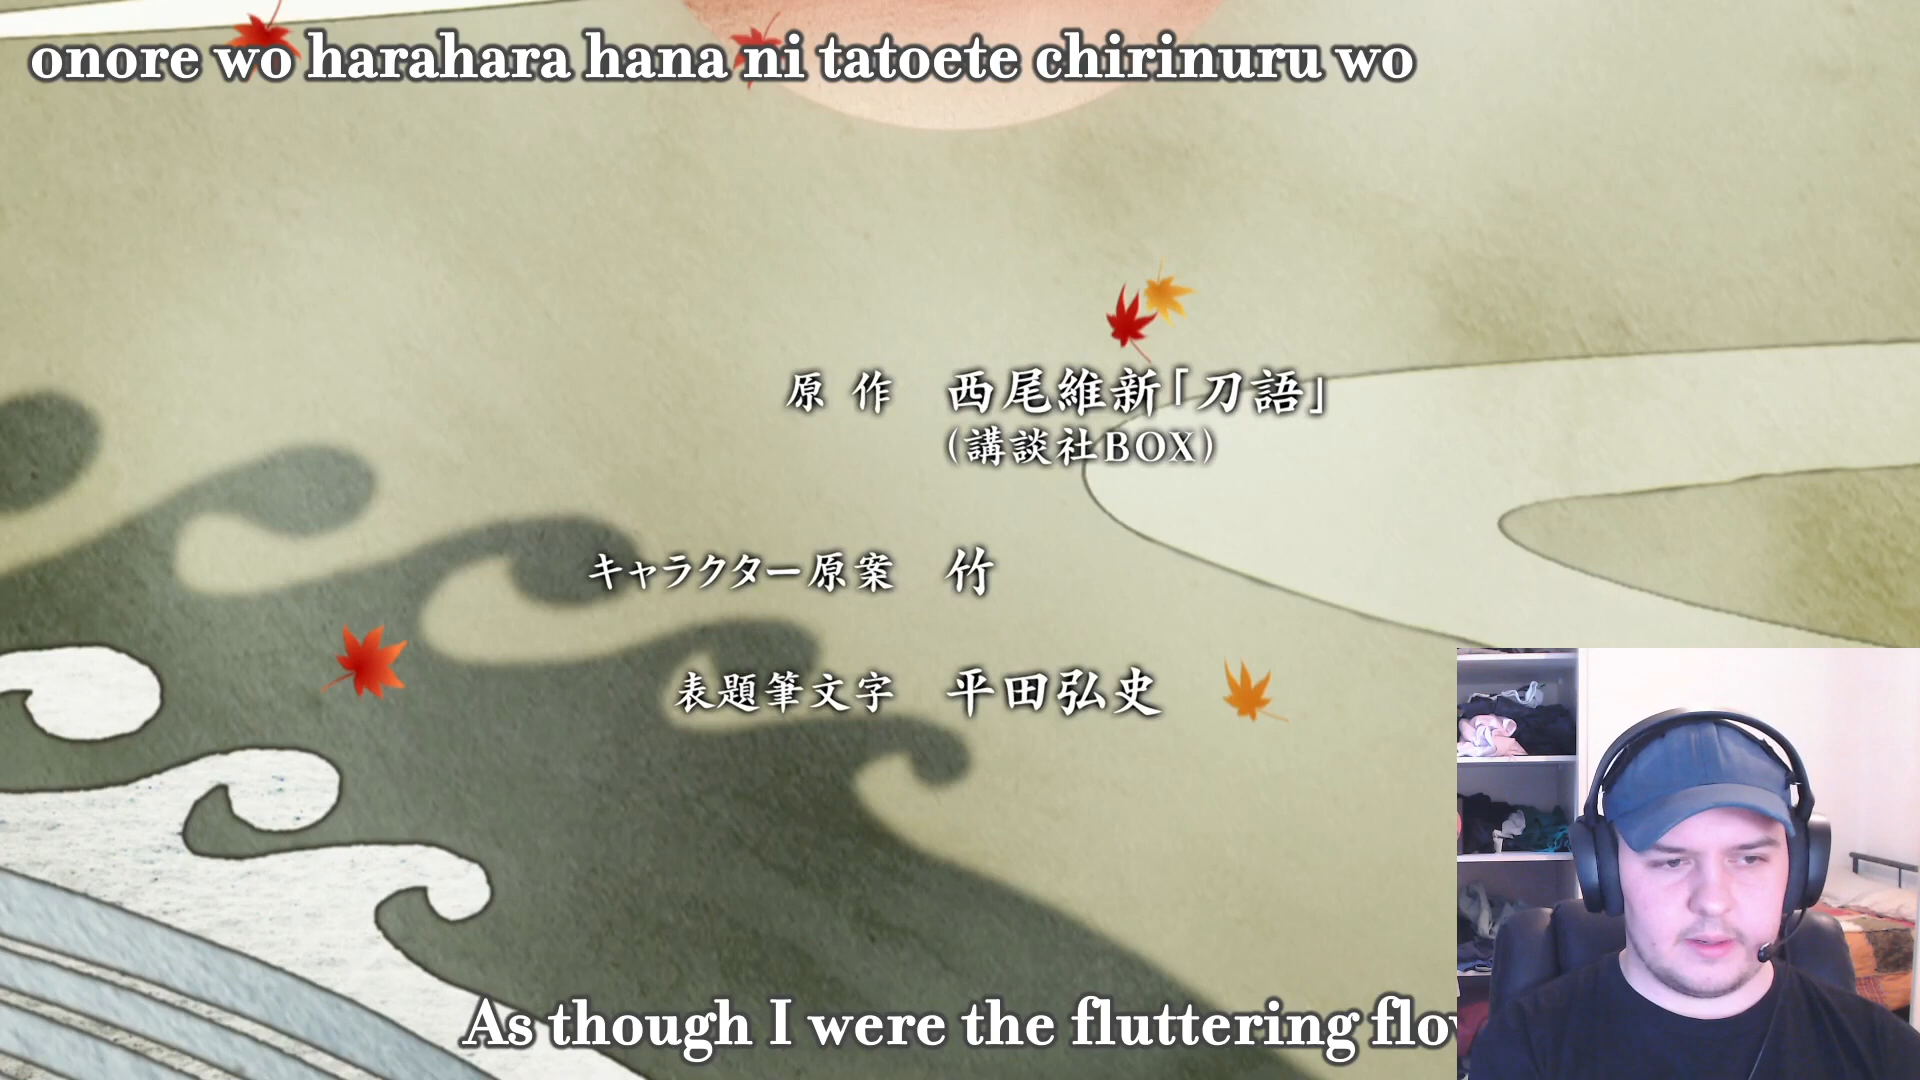 onore wo harahara hana ni tatoete chirinuru wo
原作 西尾維新「刀語」
(講談社BOX)
キャラクター原案 竹
表題筆文字 平田弘史
As though I were the fluttering